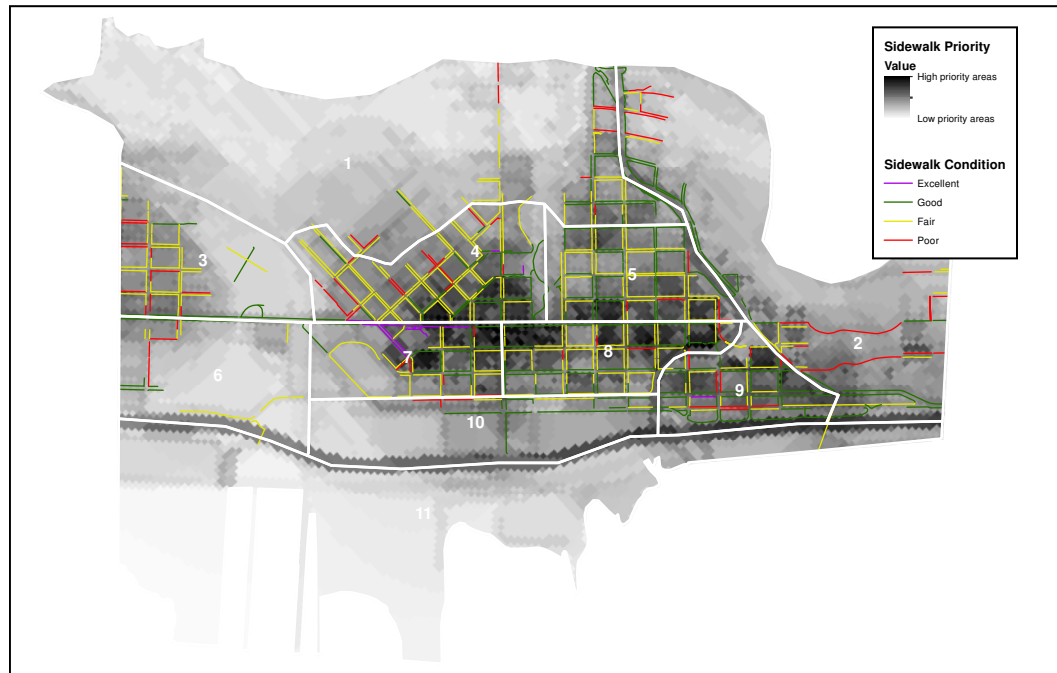 Sidewalk Priority
Value
High priority areas
Low priority areas
Sidewalk Condition
Excellent
Good
Fair
Poor
1
4
3
5
2
8
7
6
9
10
11